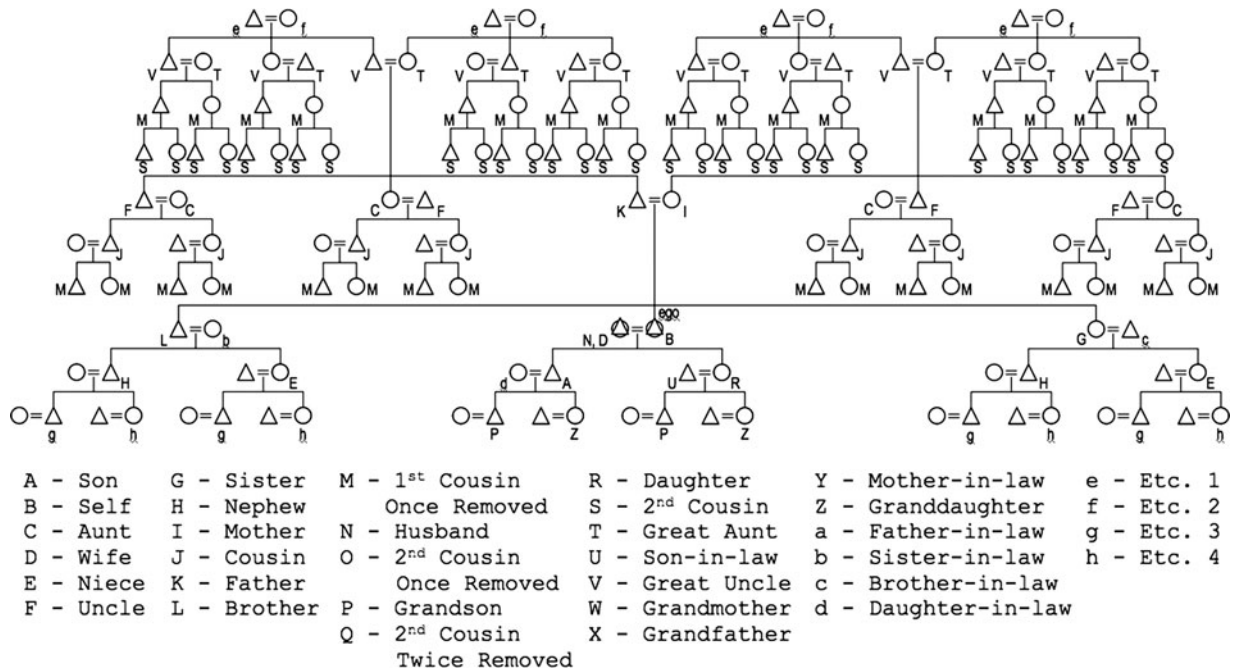 e f e f e f e f
V T V T V T V T V T V T V T V T V T V T
M M M M M M M M M M M M M M M M
S S S S S S S S S S S S S S S S S S S S S S S S S S S S S S S S
F C C F K I C F F C
J J J J J J J J
M M M M M M M M M M M M M M M M
ego
L b N, D B G c
H E d A U R H E
g h g h P Z P Z g h g h
A - Son G - Sister M - 1st Cousin R - Daughter Y - Mother-in-law e - Etc. 1
B - Self H - Nephew Once Removed S - 2nd Cousin Z - Granddaughter f - Etc. 2
C - Aunt I - Mother N - Husband T - Great Aunt a - Father-in-law g - Etc. 3
D - Wife J - Cousin O - 2nd Cousin U - Son-in-law b - Sister-in-law h - Etc. 4
E - Niece K - Father Once Removed V - Great Uncle c - Brother-in-law
F - Uncle L - Brother P - Grandson W - Grandmother d - Daughter-in-law
Q - 2nd Cousin X - Grandfather
Twice Removed